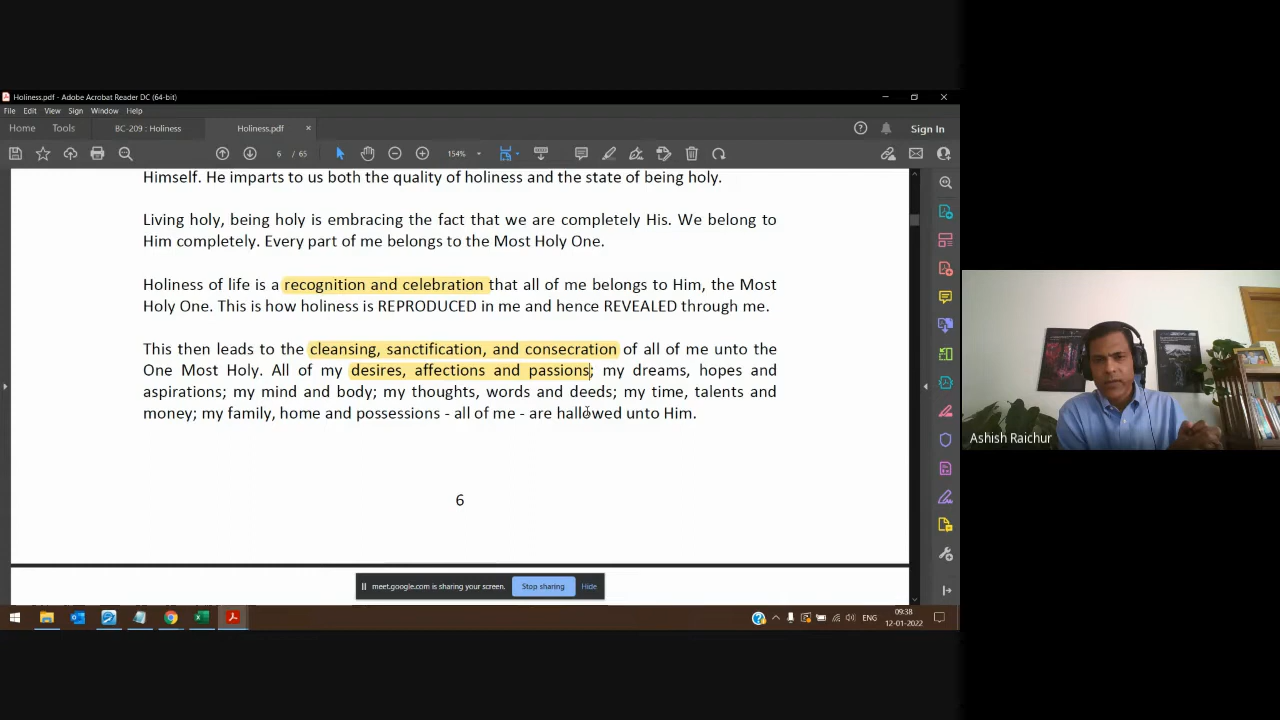 Holiness.pdf - Adobe Acrobat Reader DC (64-bit)
File Edit View Sign Window Help
Home Tools BC-209 : Holiness Holiness.pdf × Sign In
6 / 65 154%
Himself. He imparts to us both the quality of holiness and the state of being holy.
Living holy, being holy is embracing the fact that we are completely His. We belong to
Him completely. Every part of me belongs to the Most Holy One.
Holiness of life is a recognition and celebration that all of me belongs to Him, the Most
Holy One. This is how holiness is REPRODUCED in me and hence REVEALED through me.
This then leads to the cleansing, sanctification, and consecration of all of me unto the
One Most Holy. All of my desires, affections and passions; my dreams, hopes and
aspirations; my mind and body; my thoughts, words and deeds; my time, talents and
money; my family, home and possessions - all of me - are hallowed unto Him.
6
meet.google.com is sharing your screen. Stop sharing Hide
ENG
09:38
12-01-2022
Ashish Raichur